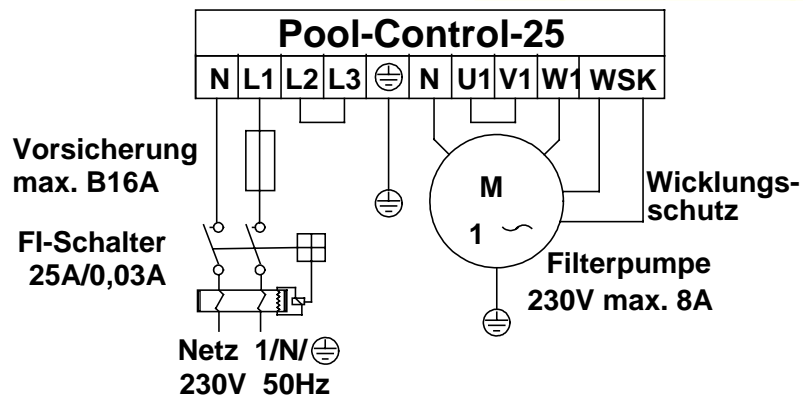 Pool-Control-25
N L1 L2 L3 N U1 V1 W1 WSK
Vorsicherung
max. B16A
FI-Schalter
25A/0,03A
M
1
Wicklungs-
schutz
Filterpumpe
230V max. 8A
Netz 1/N/
230V 50Hz